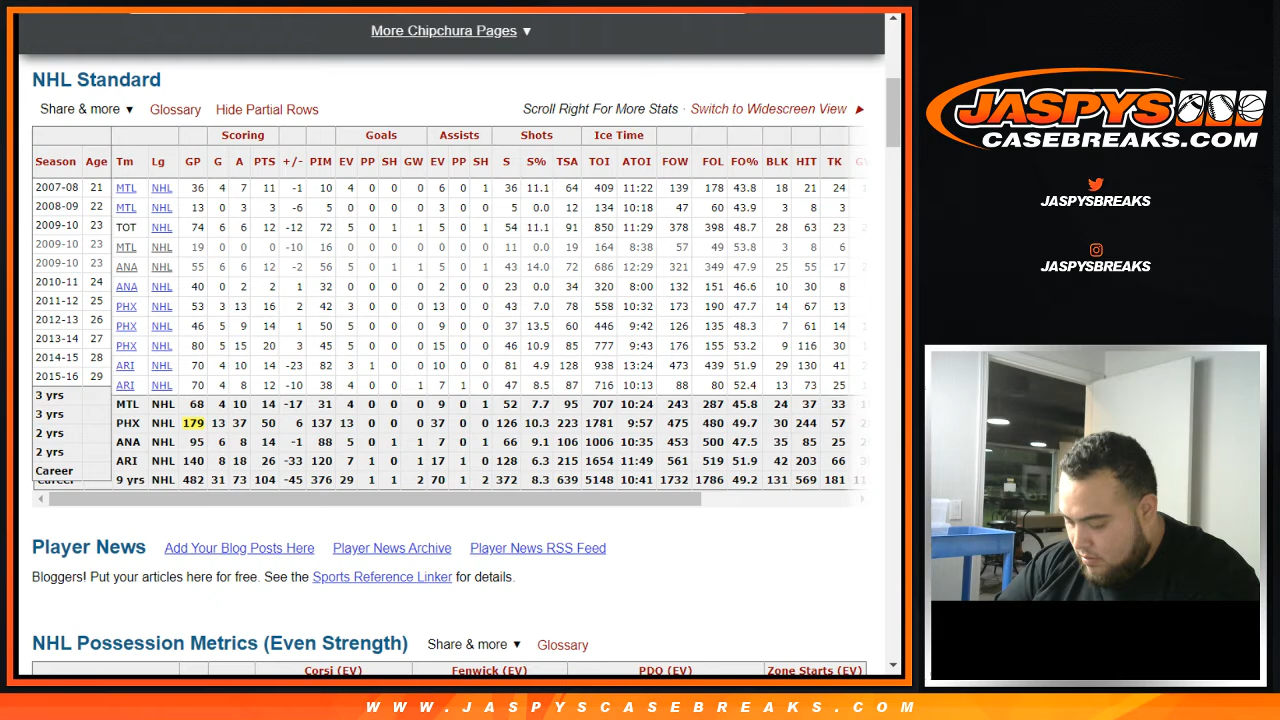 More Chipchura Pages ▼
NHL Standard
Share & more ▼ Glossary Hide Partial Rows Scroll Right For More Stats · Switch to Widescreen View ►
Scoring Goals Assists Shots Ice Time
Season Age Tm Lg GP G A PTS +/- PIM EV PP SH GW EV PP SH S S% TSA TOI ATOI FOW FOL FO% BLK HIT TK
2007-08 21 MTL NHL 36 4 7 11 -1 10 4 0 0 0 6 0 1 36 11.1 64 409 11:22 139 178 43.8 18 21 24
2008-09 22 MTL NHL 13 0 3 3 -6 5 0 0 0 0 3 0 0 5 0.0 12 134 10:18 47 60 43.9 3 8 3
2009-10 23 TOT NHL 74 6 6 12 -12 72 5 0 1 1 5 0 1 54 11.1 91 850 11:29 378 398 48.7 28 63 23
2009-10 23 MTL NHL 19 0 0 0 -10 16 0 0 0 0 0 0 0 11 0.0 19 164 8:38 57 49 53.8 3 8 6
2009-10 23 ANA NHL 55 6 6 12 -2 56 5 0 1 5 0 1 43 14.0 72 686 12:29 321 349 47.9 25 55 17
2010-11 24 ANA NHL 40 0 2 2 1 32 0 0 0 0 2 0 0 23 0.0 34 320 8:00 132 151 46.6 10 30 8
2011-12 25 PHX NHL 53 3 13 16 2 42 3 0 0 0 13 0 0 43 7.0 78 558 10:32 173 190 47.7 14 67 13
2012-13 26 PHX NHL 46 5 9 14 1 50 5 0 0 0 9 0 0 37 13.5 60 446 9:42 126 135 48.3 7 61 14
2013-14 27 PHX NHL 80 5 15 20 3 45 5 0 0 0 15 0 0 46 10.9 85 777 9:43 176 155 53.2 9 116 30
2014-15 28 ARI NHL 70 4 10 14 -23 82 3 1 0 0 10 0 0 81 4.9 128 938 13:24 473 439 51.9 28 130 41
2015-16 29 ARI NHL 70 4 8 12 -10 38 4 0 0 1 7 1 0 47 8.5 87 716 10:13 88 80 52.4 13 73 25
3 yrs MTL NHL 68 4 10 14 -17 31 4 0 0 0 9 0 1 52 7.7 95 707 10:24 243 287 45.8 24 37 33
3 yrs PHX NHL 179 13 37 50 6 137 13 0 0 0 37 0 0 126 10.3 223 1781 9:57 475 480 49.7 30 244 57
2 yrs ANA NHL 95 6 8 14 -1 88 5 0 1 1 7 0 1 66 9.1 106 1006 10:35 453 500 47.5 35 85 25
2 yrs ARI NHL 140 8 18 26 -33 120 7 1 0 1 17 1 0 128 6.3 215 1654 11:49 561 519 51.9 42 203 66
Career
Career 9 yrs NHL 482 31 73 104 -45 376 29 1 1 2 70 1 2 372 8.3 639 5148 10:41 1732 1786 49.2 131 569 181
Player News Add Your Blog Posts Here Player News Archive Player News RSS Feed
Bloggers! Put your articles here for free. See the Sports Reference Linker for details.
NHL Possession Metrics (Even Strength) Share & more ▼ Glossary
Corsi (EV) Fenwick (EV) PDO (EV) Zone Starts (EV)
JASPYS
CASEBREAKS.COM
JASPYSBREAKS
JASPYSBREAKS
WWW.JASPYSCASEBREAKS.COM